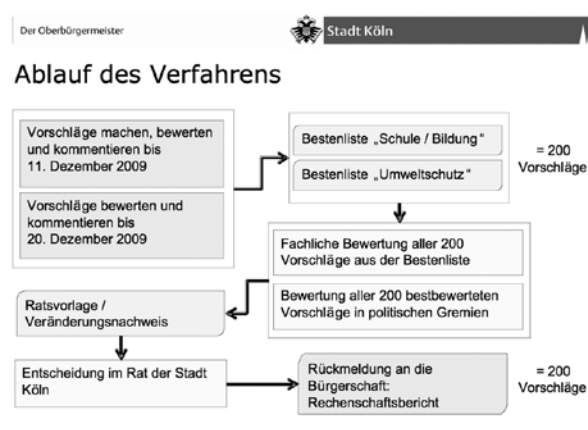 Der Oberbürgermeister
Stadt Köln
Ablauf des Verfahrens
Vorschläge machen, bewerten
und kommentieren bis
11. Dezember 2009
Vorschläge bewerten und
kommentieren bis
20. Dezember 2009
Bestenliste „Schule / Bildung“
Bestenliste „Umweltschutz“
= 200
Vorschläge
Fachliche Bewertung aller 200
Vorschläge aus der Bestenliste
Bewertung aller 200 bestbewerteten
Vorschläge in politischen Gremien
Ratsvorlage /
Veränderungsnachweis
Entscheidung im Rat der Stadt
Köln
Rückmeldung an die
Bürgerschaft:
Rechenschaftsbericht
= 200
Vorschläge